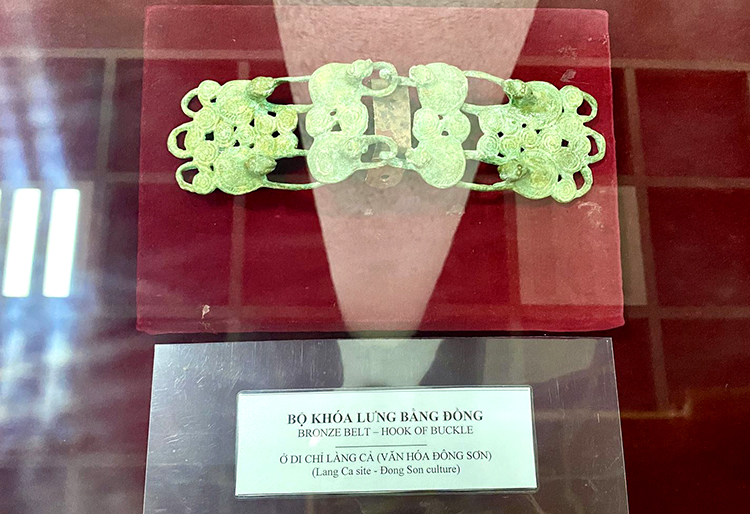 BỘ KHÓA LƯNG BẰNG ĐỒNG
BRONZE BELT – HOOK OF BUCKLE
Ở DI CHỈ LÀNG CẢ (VĂN HÓA ĐÔNG SƠN)
(Lang Ca site - Đong Son culture)